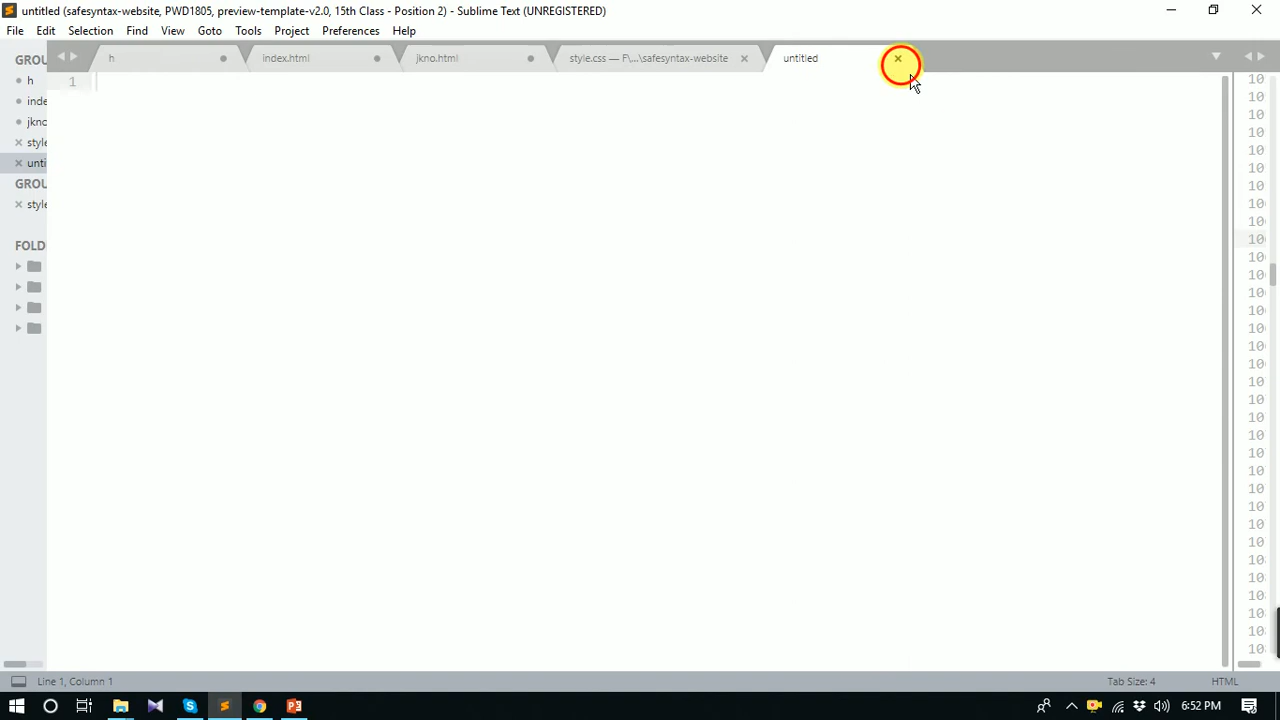 untitled (safesyntax-website, PWD1805, preview-template-v2.0, 15th Class - Position 2) - Sublime Text (UNREGISTERED)
File Edit Selection View Find Goto Tools Project Preferences Help
GROU
h
inde
jkno
style
unti
GROU
style
FOLD
h index.html jkno.html style.css — F\...\safesyntax-website untitled
1
Line 1, Column 1
Tab Size: 4
HTML
6:52 PM